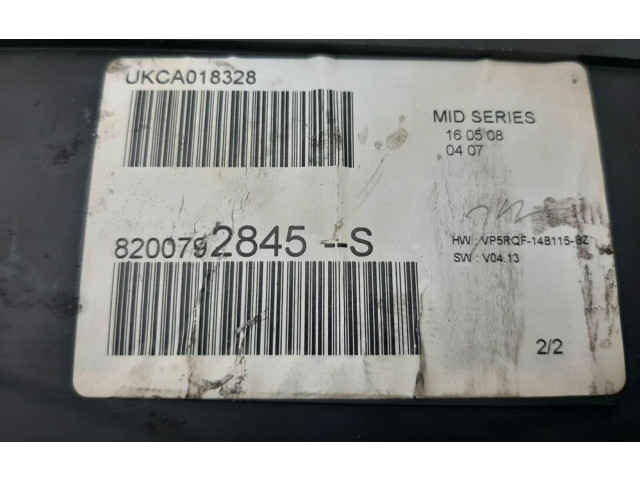 UKCA018328
MID SERIES
16 05 08
04 07
8200792845 --S
HW : VP5RQF-14B115-BZ
SW : V04.13
2/2